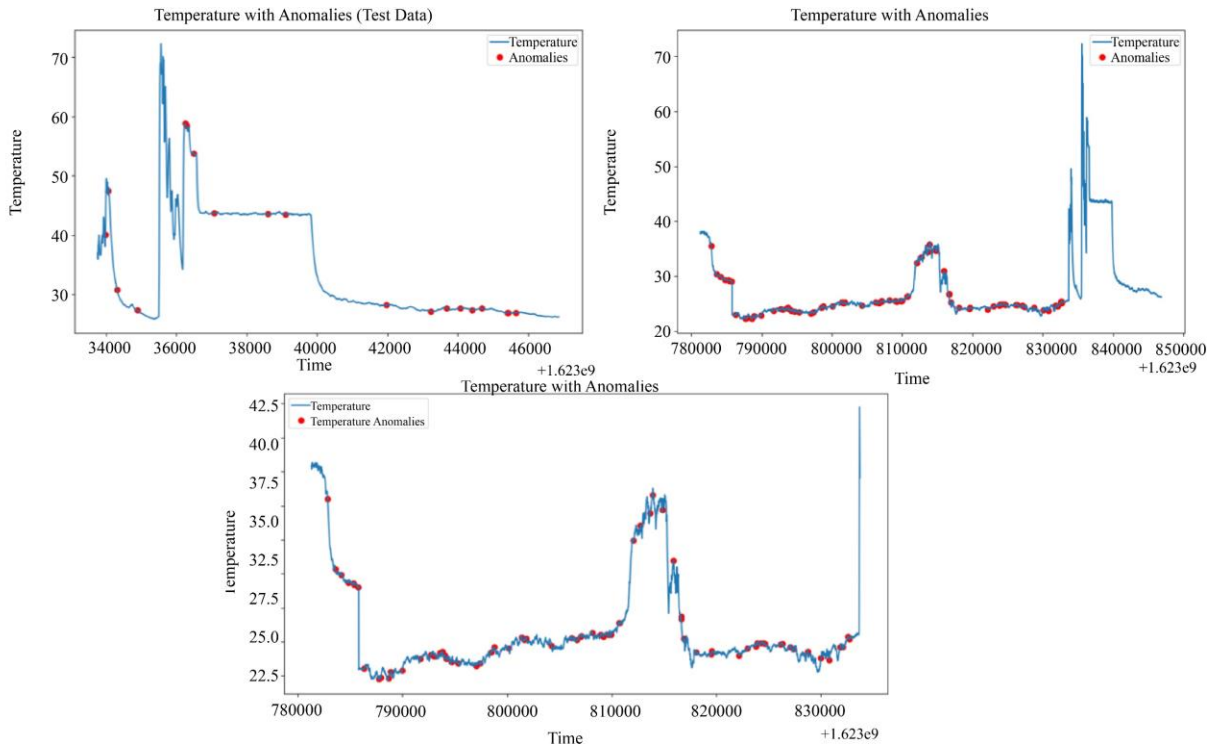 Temperature with Anomalies (Test Data)
Temperature
Anomalies
70
60
50
40
30
Temperature
34000 36000 38000 40000 42000 44000 46000
Time
+1.623e9
Temperature with Anomalies
Temperature
Anomalies
70
60
50
40
30
20
Temperature
780000 790000 800000 810000 820000 830000 840000 850000
Time
+1.623e9
Temperature with Anomalies
Temperature
Temperature Anomalies
42.5
40.0
37.5
35.0
32.5
27.5
25.0
22.5
Temperature
780000 790000 800000 810000 820000 830000
Time
+1.623e9